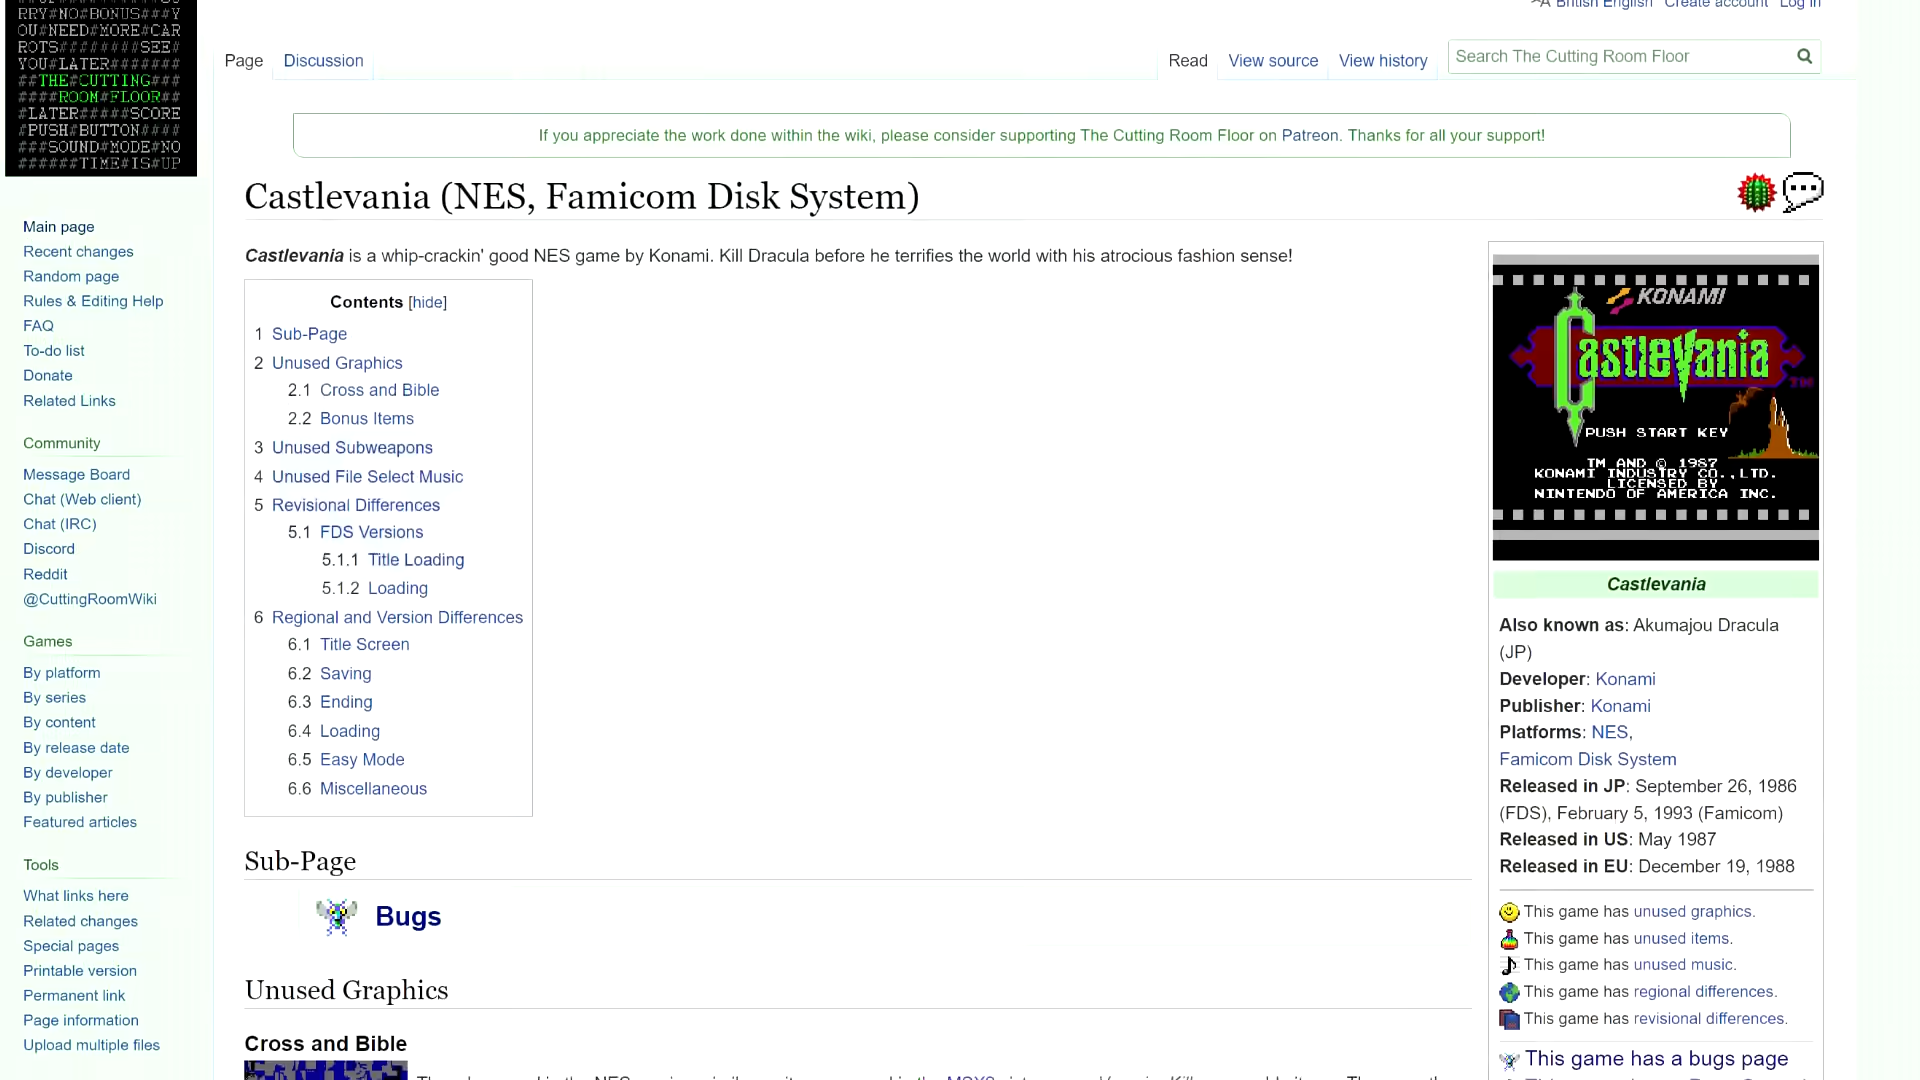 RRY#NO#BONUS###Y
OU#NEED#MORE#CAR
ROTS########SEE#
YOU#LATER#######
##THE#CUTTING###
####ROOM#FLOOR##
#LATER#####SCORE
#PUSH#BUTTON####
###SOUND#MODE#NO
######TIME#IS#UP
British English Create account Log in
Page Discussion Read View source View history Search The Cutting Room Floor
If you appreciate the work done within the wiki, please consider supporting The Cutting Room Floor on Patreon. Thanks for all your support!
Castlevania (NES, Famicom Disk System)
Main page
Recent changes
Random page
Rules & Editing Help
FAQ
To-do list
Donate
Related Links
Community
Message Board
Chat (Web client)
Chat (IRC)
Discord
Reddit
@CuttingRoomWiki
Games
By platform
By series
By content
By release date
By developer
By publisher
Featured articles
Tools
What links here
Related changes
Special pages
Printable version
Permanent link
Page information
Upload multiple files
Castlevania is a whip-crackin' good NES game by Konami. Kill Dracula before he terrifies the world with his atrocious fashion sense!
Contents [hide]
1 Sub-Page
2 Unused Graphics
2.1 Cross and Bible
2.2 Bonus Items
3 Unused Subweapons
4 Unused File Select Music
5 Revisional Differences
5.1 FDS Versions
5.1.1 Title Loading
5.1.2 Loading
6 Regional and Version Differences
6.1 Title Screen
6.2 Saving
6.3 Ending
6.4 Loading
6.5 Easy Mode
6.6 Miscellaneous
Sub-Page
Bugs
Unused Graphics
Cross and Bible
KONAMI
Castlevania
TM
PUSH START KEY
TM AND © 1987
KONAMI INDUSTRY CO.,LTD.
LICENSED BY
NINTENDO OF AMERICA INC.
Castlevania
Also known as: Akumajou Dracula
(JP)
Developer: Konami
Publisher: Konami
Platforms: NES,
Famicom Disk System
Released in JP: September 26, 1986
(FDS), February 5, 1993 (Famicom)
Released in US: May 1987
Released in EU: December 19, 1988
This game has unused graphics.
This game has unused items.
This game has unused music.
This game has regional differences.
This game has revisional differences.
This game has a bugs page